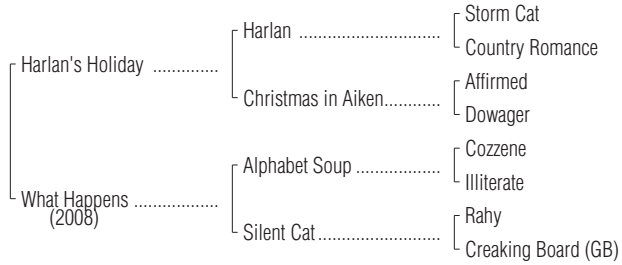 Storm Cat
Harlan ..................................
Country Romance
Harlan's Holiday ..............
Affirmed
Christmas in Aiken..............
Dowager
Cozzene
Alphabet Soup .....................
Illiterate
What Happens ..................
(2008)
Rahy
Silent Cat..............................
Creaking Board (GB)